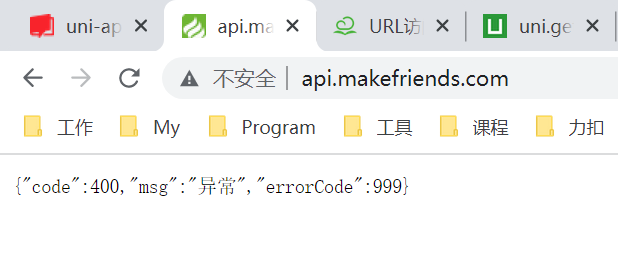 uni-ap
api.ma
URL访
uni.ge
不安全 api.makefriends.com
工作 My Program 工具 课程 力扣
{"code":400,"msg":"异常","errorCode":999}